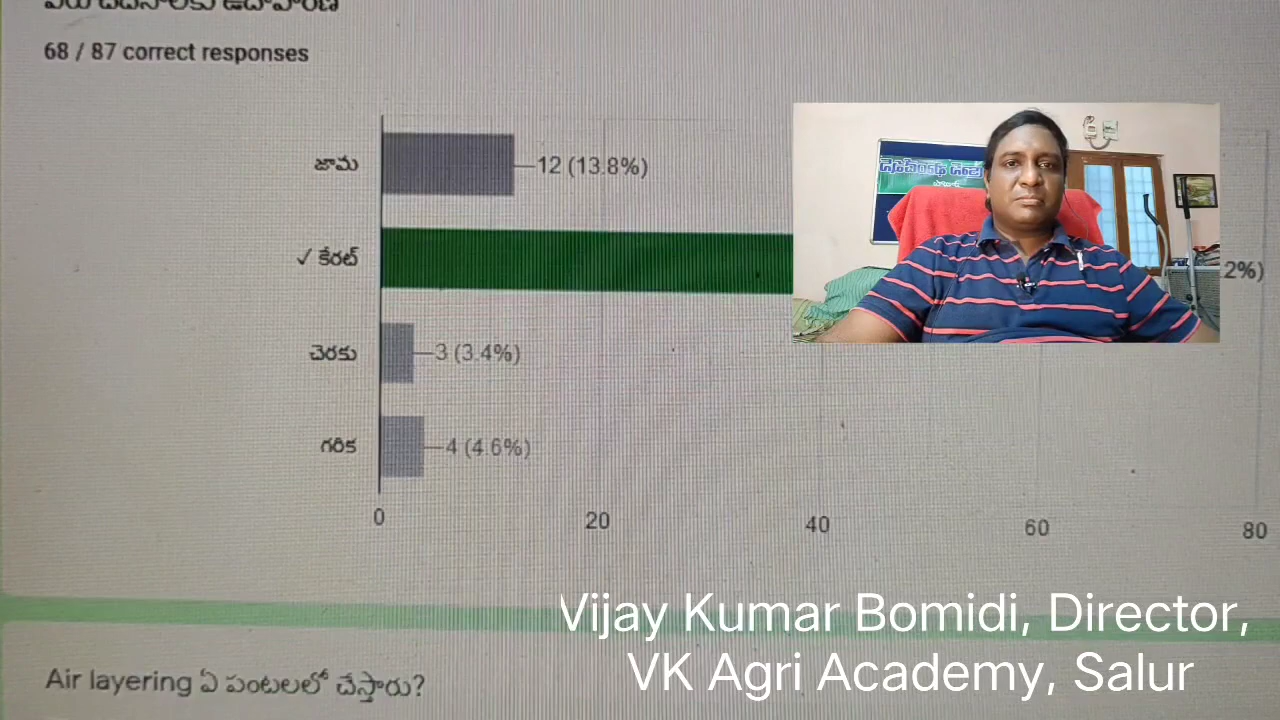 68 / 87 correct responses
జామ
12 (13.8%)
✓ కేరట్
2%)
చెరకు
3 (3.4%)
గరిక
4 (4.6%)
0
20
40
60
80
Vijay Kumar Bomidi, Director,
VK Agri Academy, Salur
Air layering ఏ పంటలలో చేస్తారు?